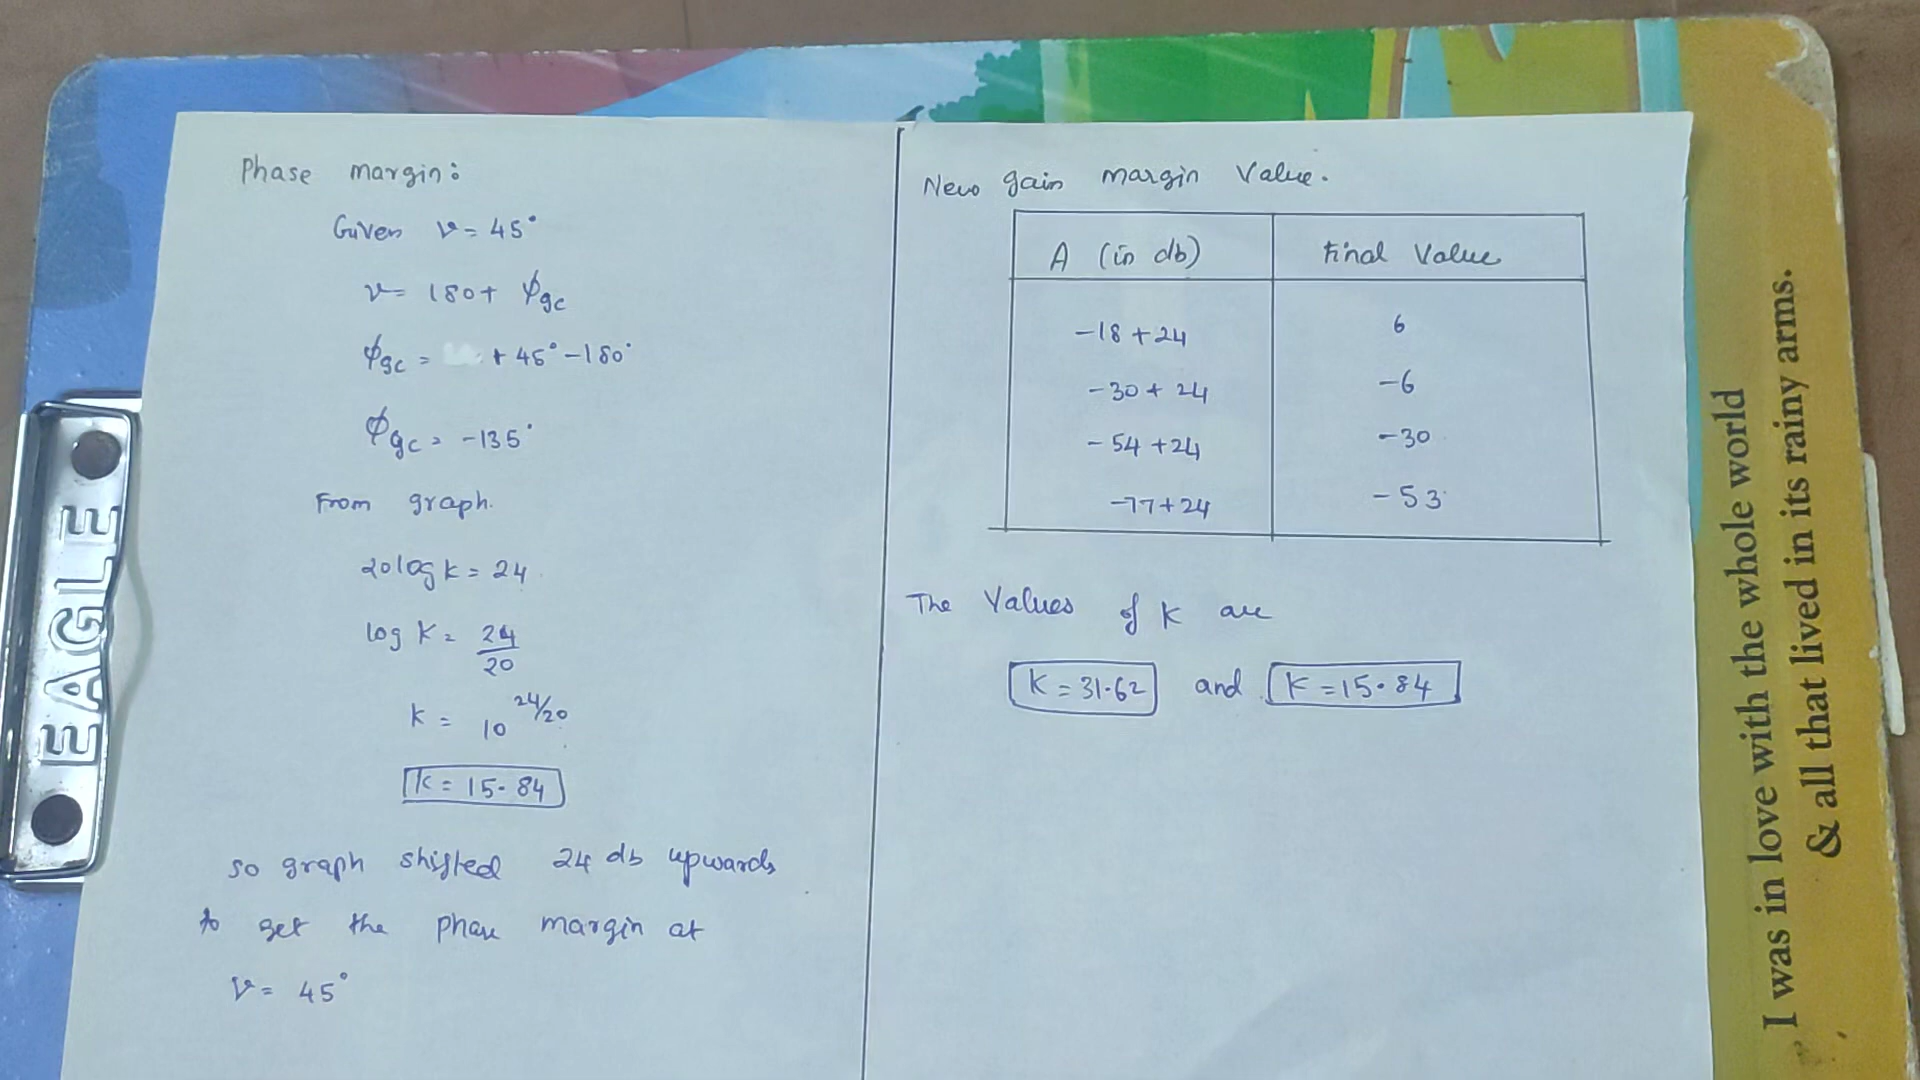 Phase margin:
Given γ = 45°
γ = 180 + ϕgc
ϕgc = + 45° - 180°
ϕgc = -135°
From graph.
20 log K = 24
log K = 24/20
K = 10^24/20
K = 15.84
so graph shifted 24 db upwards
to get the phase margin at
γ = 45°
New gain margin value.
A (in db) Final Value
-18 + 24 6
-30 + 24 -6
-54 + 24 -30
-77 + 24 -53
The Values of K are
K = 31.62 and K = 15.84
EAGLE
I was in love with the whole world
& all that lived in its rainy arms.